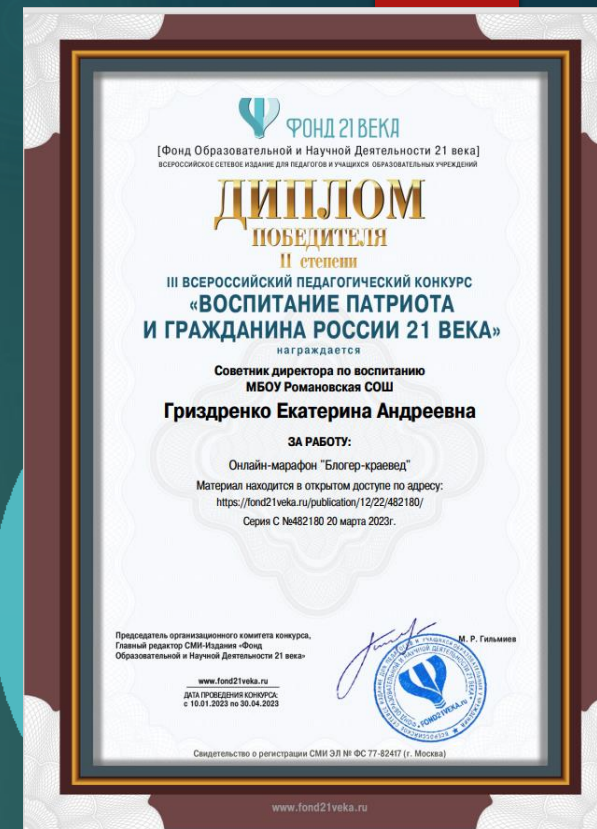 ФОНД 21 ВЕКА
[Фонд Образовательной и Научной Деятельности 21 века]
ВСЕРОССИЙСКОЕ СЕТЕВОЕ ИЗДАНИЕ ДЛЯ ПЕДАГОГОВ И УЧАЩИХСЯ ОБРАЗОВАТЕЛЬНЫХ УЧРЕЖДЕНИЙ
ДИПЛОМ
ПОБЕДИТЕЛЯ
II степени
III ВСЕРОССИЙСКИЙ ПЕДАГОГИЧЕСКИЙ КОНКУРС
«ВОСПИТАНИЕ ПАТРИОТА
И ГРАЖДАНИНА РОССИИ 21 ВЕКА»
награждается
Советник директора по воспитанию
МБОУ Романовская СОШ
Гриздренко Екатерина Андреевна
ЗА РАБОТУ:
Онлайн-марафон "Блогер-краевед"
Материал находится в открытом доступе по адресу:
https://fond21veka.ru/publication/12/22/482180/
Серия С №482180 20 марта 2023г.
Председатель организационного комитета конкурса,
Главный редактор СМИ-Издания «Фонд
Образовательной и Научной Деятельности 21 века»
М. Р. Гильмиев
www.fond21veka.ru
ДАТА ПРОВЕДЕНИЯ КОНКУРСА:
с 10.01.2023 по 30.04.2023
FOND21VEKA.RU
Свидетельство о регистрации СМИ ЭЛ № ФС 77-82417 (г. Москва)
www.fond21veka.ru